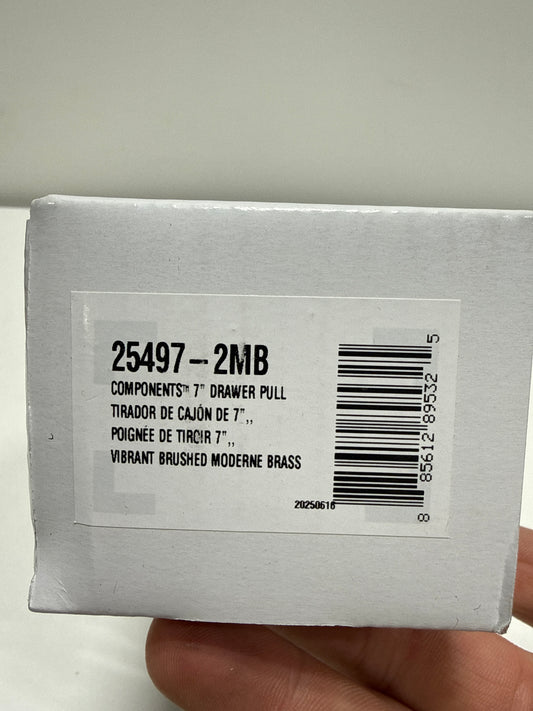 25497-2MB
COMPONENTS™ 7" DRAWER PULL
TIRADOR DE CAJÓN DE 7",,
POIGNÉE DE TIROIR 7",,
VIBRANT BRUSHED MODERNE BRASS
20250616
8 85612 89532 5